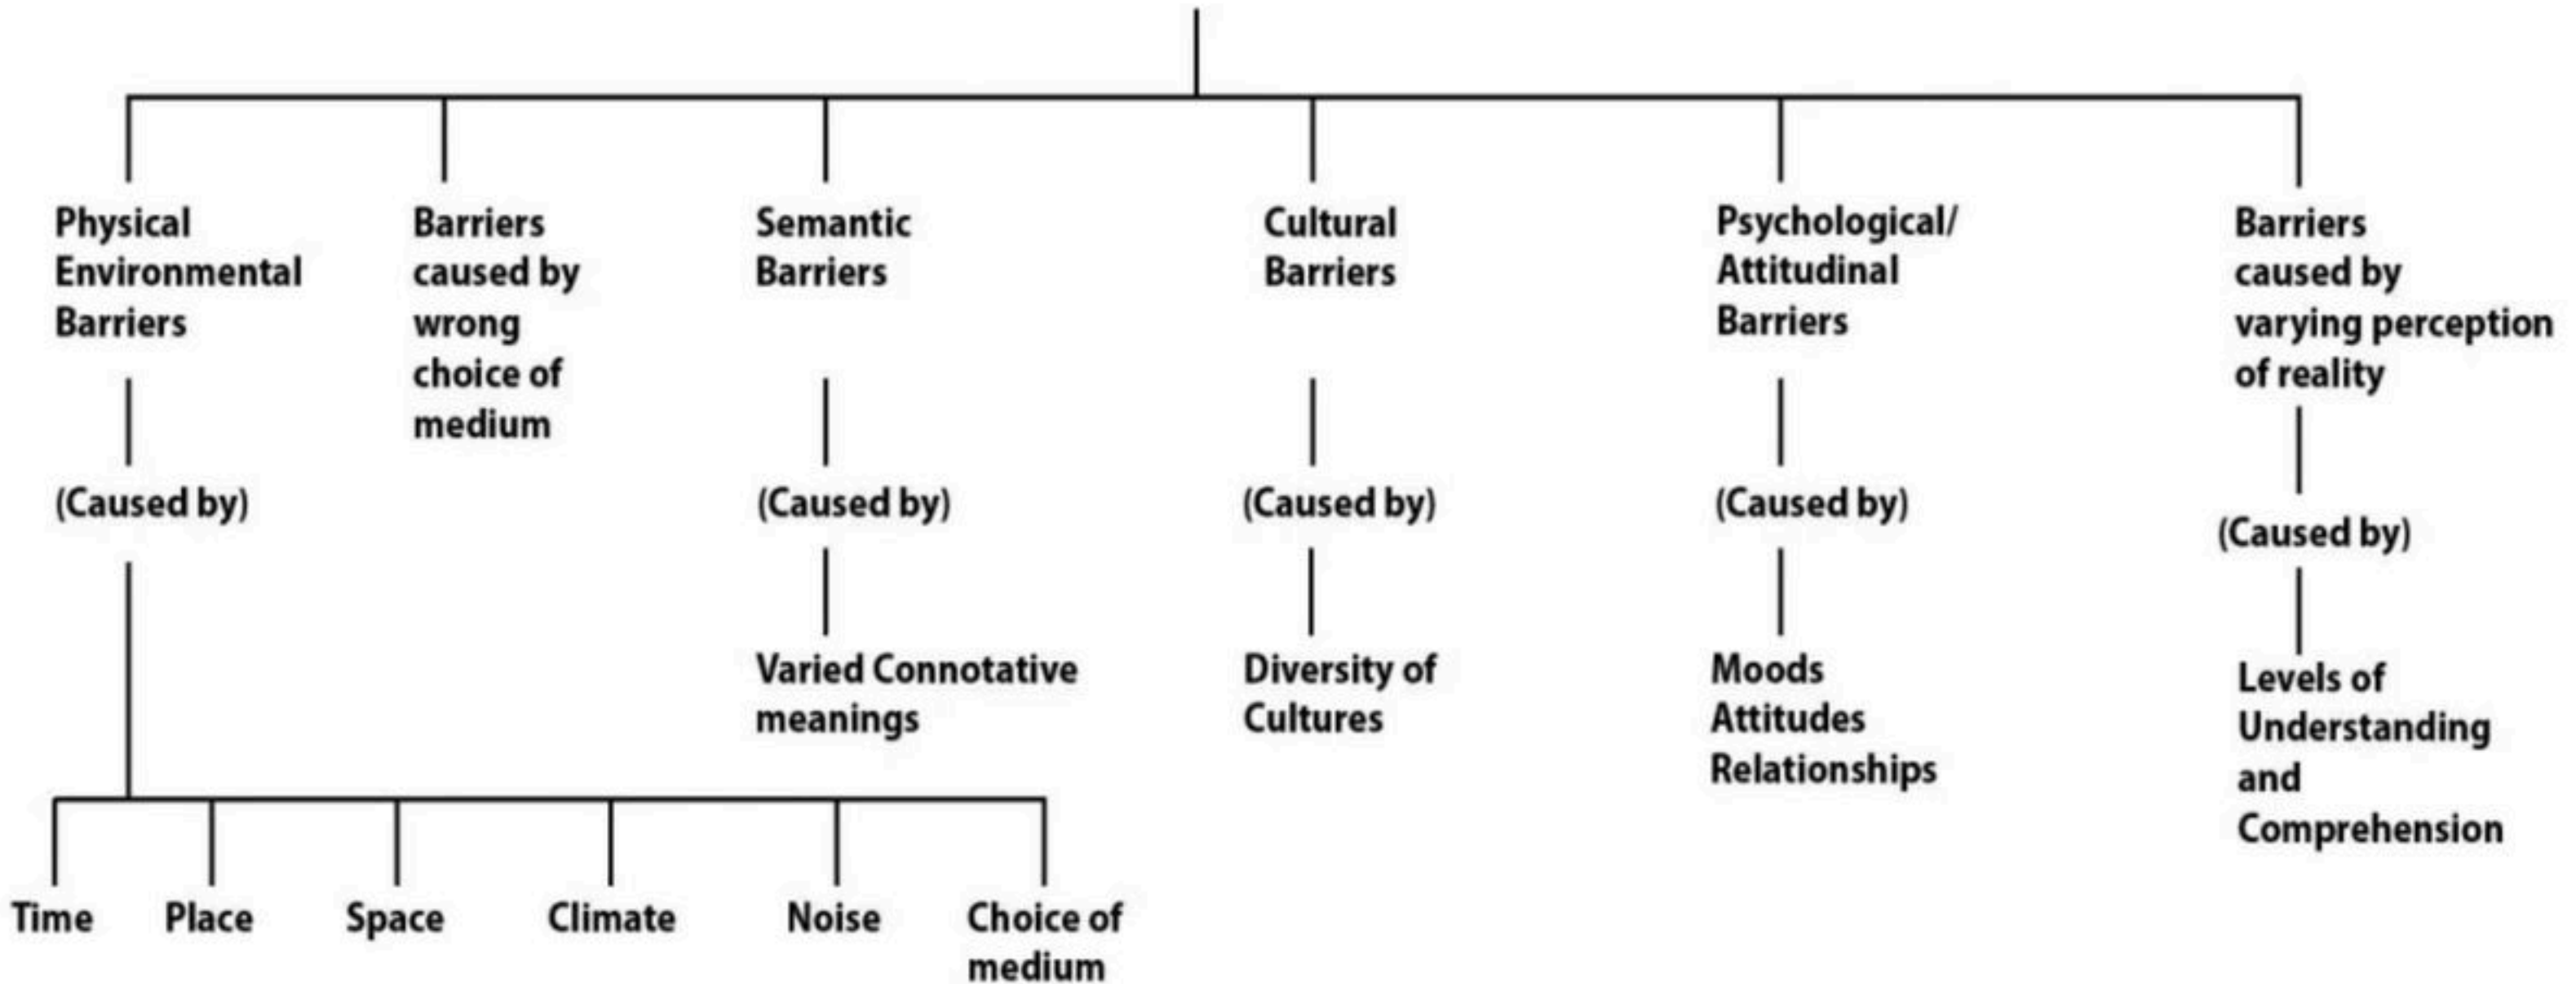 Physical
Environmental
Barriers
(Caused by)
Time
Place
Space
Climate
Noise
Choice of
medium
Barriers
caused by
wrong
choice of
medium
Semantic
Barriers
(Caused by)
Varied Connotative
meanings
Cultural
Barriers
(Caused by)
Diversity of
Cultures
Psychological/
Attitudinal
Barriers
(Caused by)
Moods
Attitudes
Relationships
Barriers
caused by
varying perception
of reality
(Caused by)
Levels of
Understanding
and
Comprehension